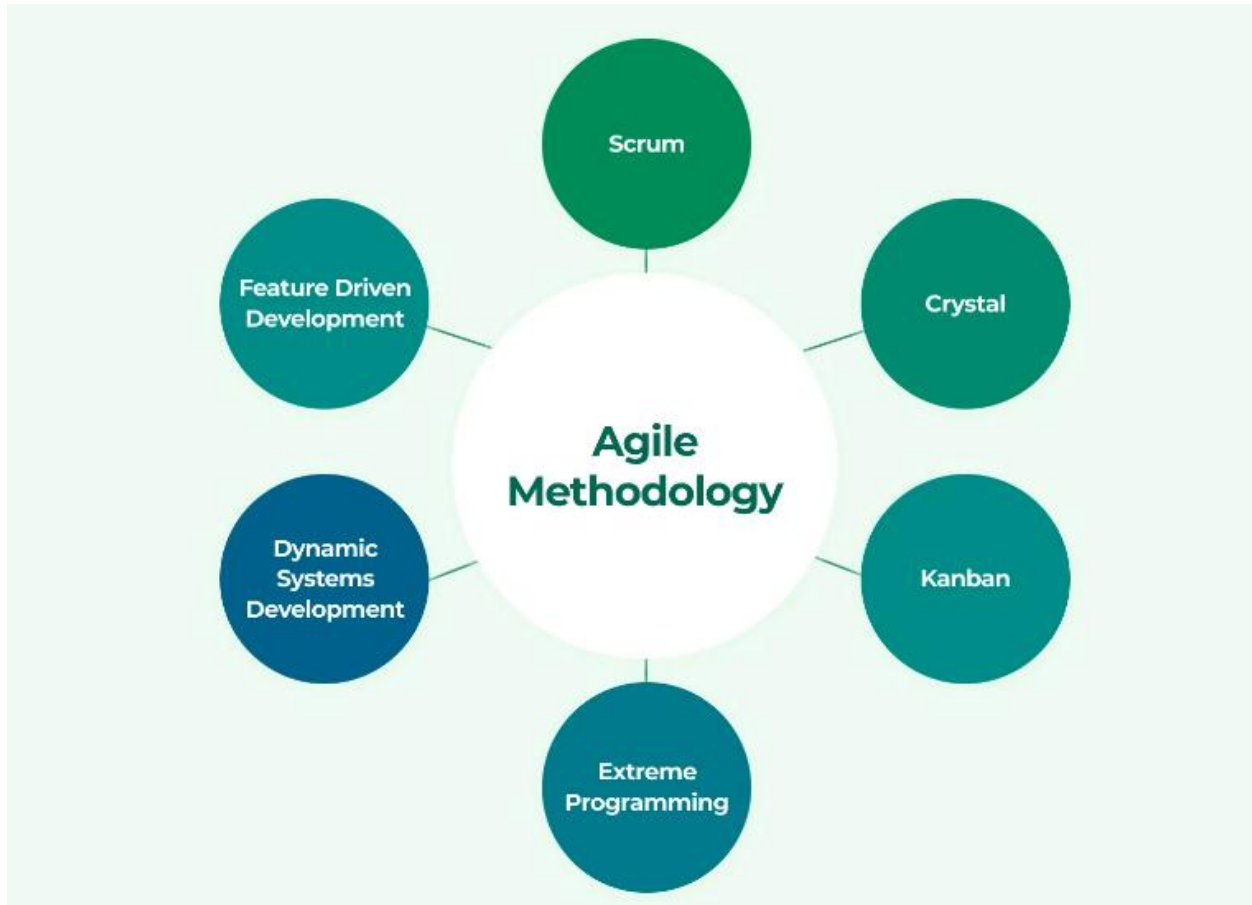 Scrum
Feature Driven
Development
Crystal
Agile
Methodology
Dynamic
Systems
Development
Kanban
Extreme
Programming